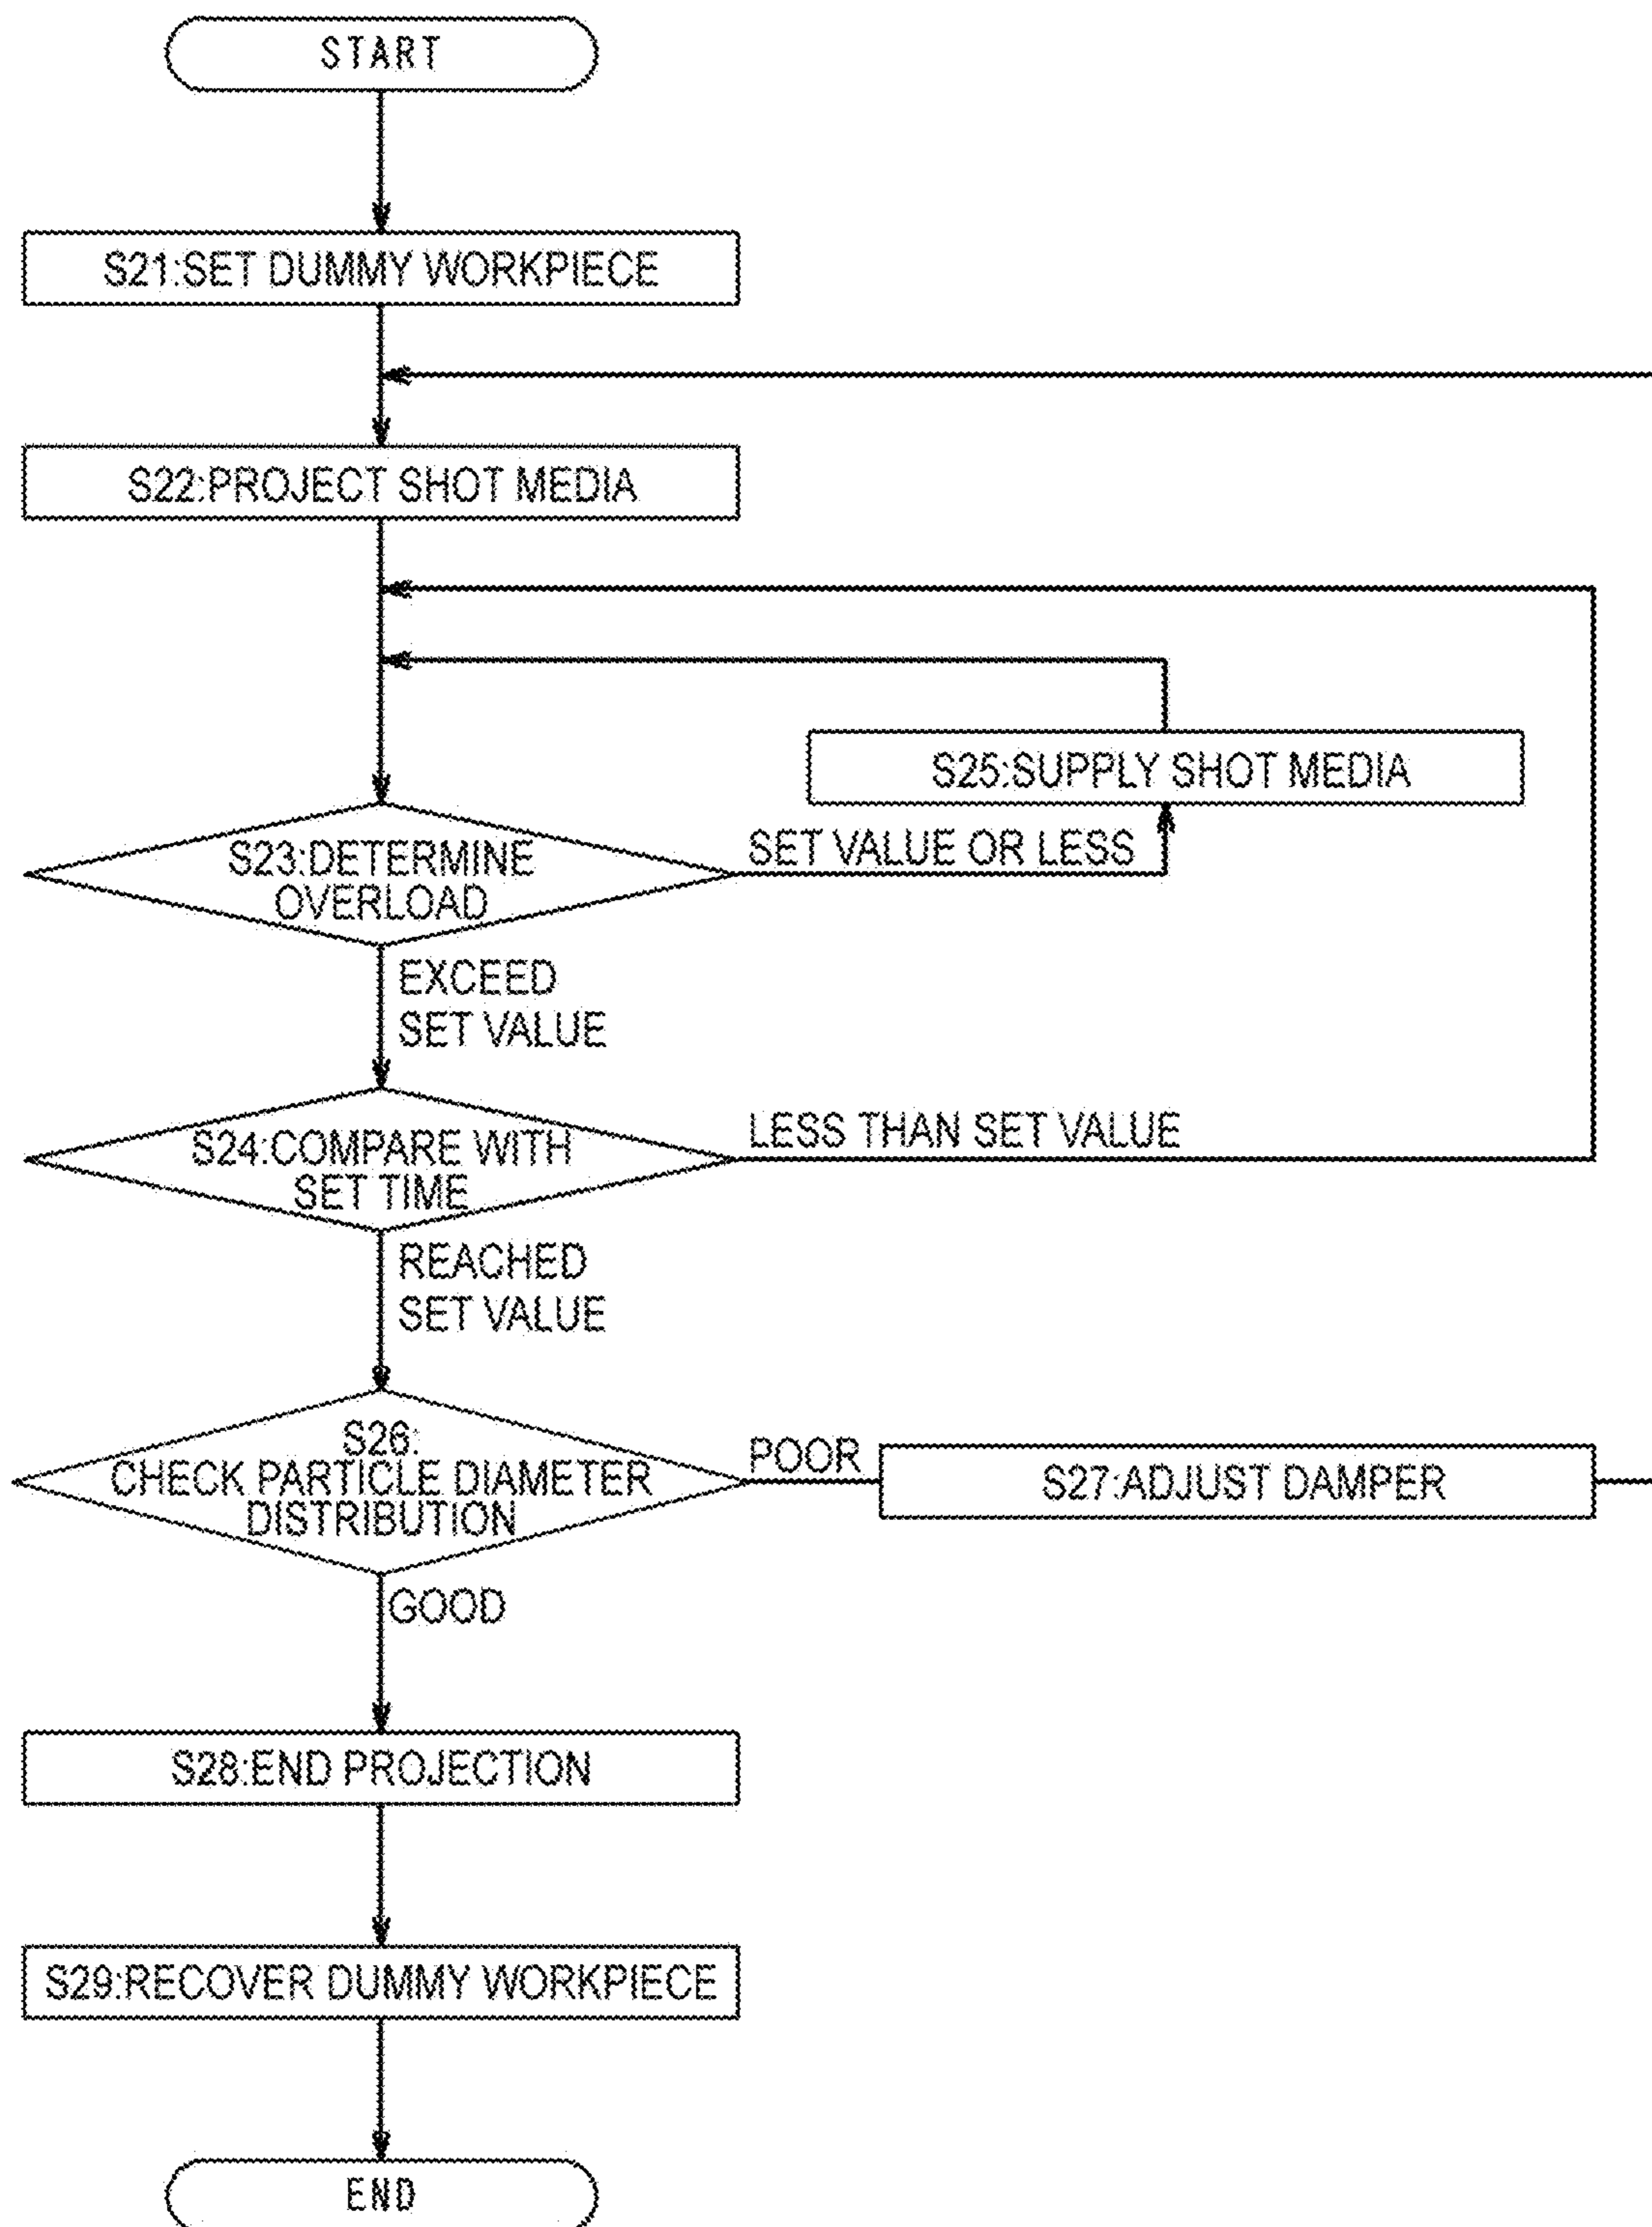 START
S21:SET DUMMY WORKPIECE
S22:PROJECT SHOT MEDIA
S25:SUPPLY SHOT MEDIA
S23:DETERMINE
OVERLOAD
SET VALUE OR LESS
EXCEED
SET VALUE
S24:COMPARE WITH
SET TIME
LESS THAN SET VALUE
REACHED
SET VALUE
S26:
CHECK PARTICLE DIAMETER
DISTRIBUTION
POOR
S27:ADJUST DAMPER
GOOD
S28:END PROJECTION
S29:RECOVER DUMMY WORKPIECE
END